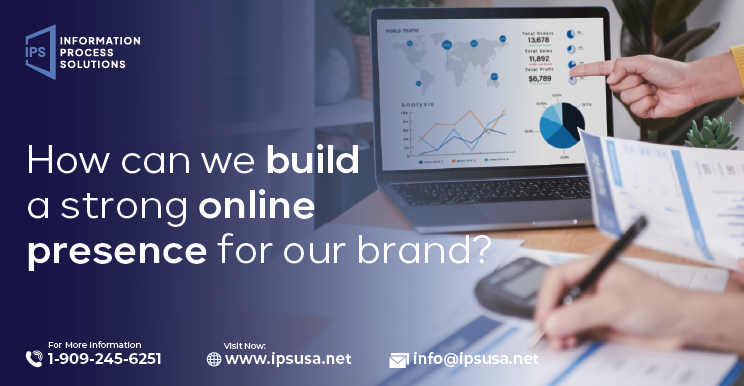 IPS
INFORMATION
PROCESS
SOLUTIONS
WORLD TRAFFIC
Total Orders
13,678
Total Sales
11,892
Total Profit
$6,789
Analysis
How can we build
a strong online
presence for our brand?
For More Information
1-909-245-6251
Visit Now:
www.ipsusa.net
info@ipsusa.net